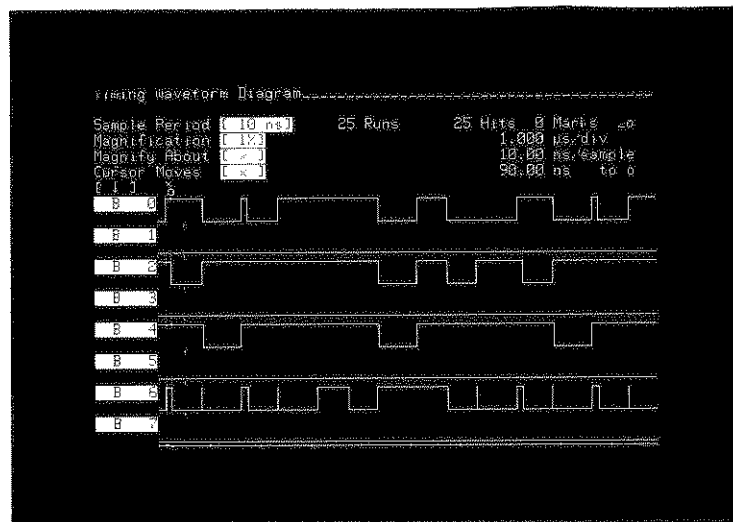 Timing Waveform Diagram
Sample Period [ 10 ns] 25 Runs 25 Hits 0 Marks
Magnification [ 1X] 1.000 µs/div
Magnify About [ x ] 10.00 ns/sample
Cursor Moves [ x ] 90.00 ns to o
[ ↓ ] x
o
B 0
B 1
B 2
B 3
B 4
B 5
B 6
B 7